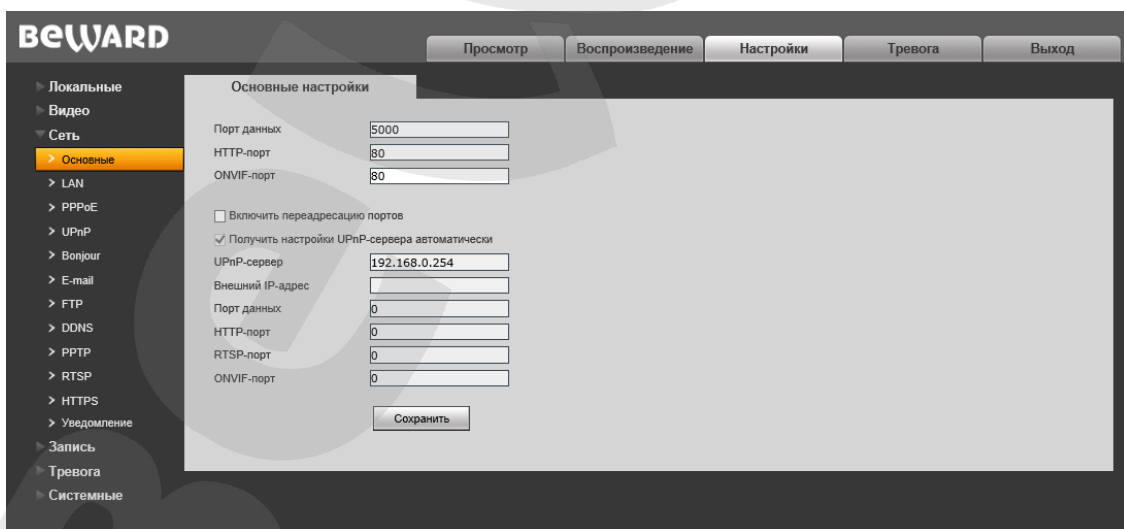 BEWARD
Просмотр
Воспроизведение
Настройки
Тревога
Выход
Локальные
Видео
Сеть
Основные
LAN
PPPoE
UPnP
Bonjour
E-mail
FTP
DDNS
PPTP
RTSP
HTTPS
Уведомление
Запись
Тревога
Системные
Основные настройки
Порт данных 5000
HTTP-порт 80
ONVIF-порт 80
Включить переадресацию портов
Получить настройки UPnP-сервера автоматически
UPnP-сервер 192.168.0.254
Внешний IP-адрес
Порт данных 0
HTTP-порт 0
RTSP-порт 0
ONVIF-порт 0
Сохранить